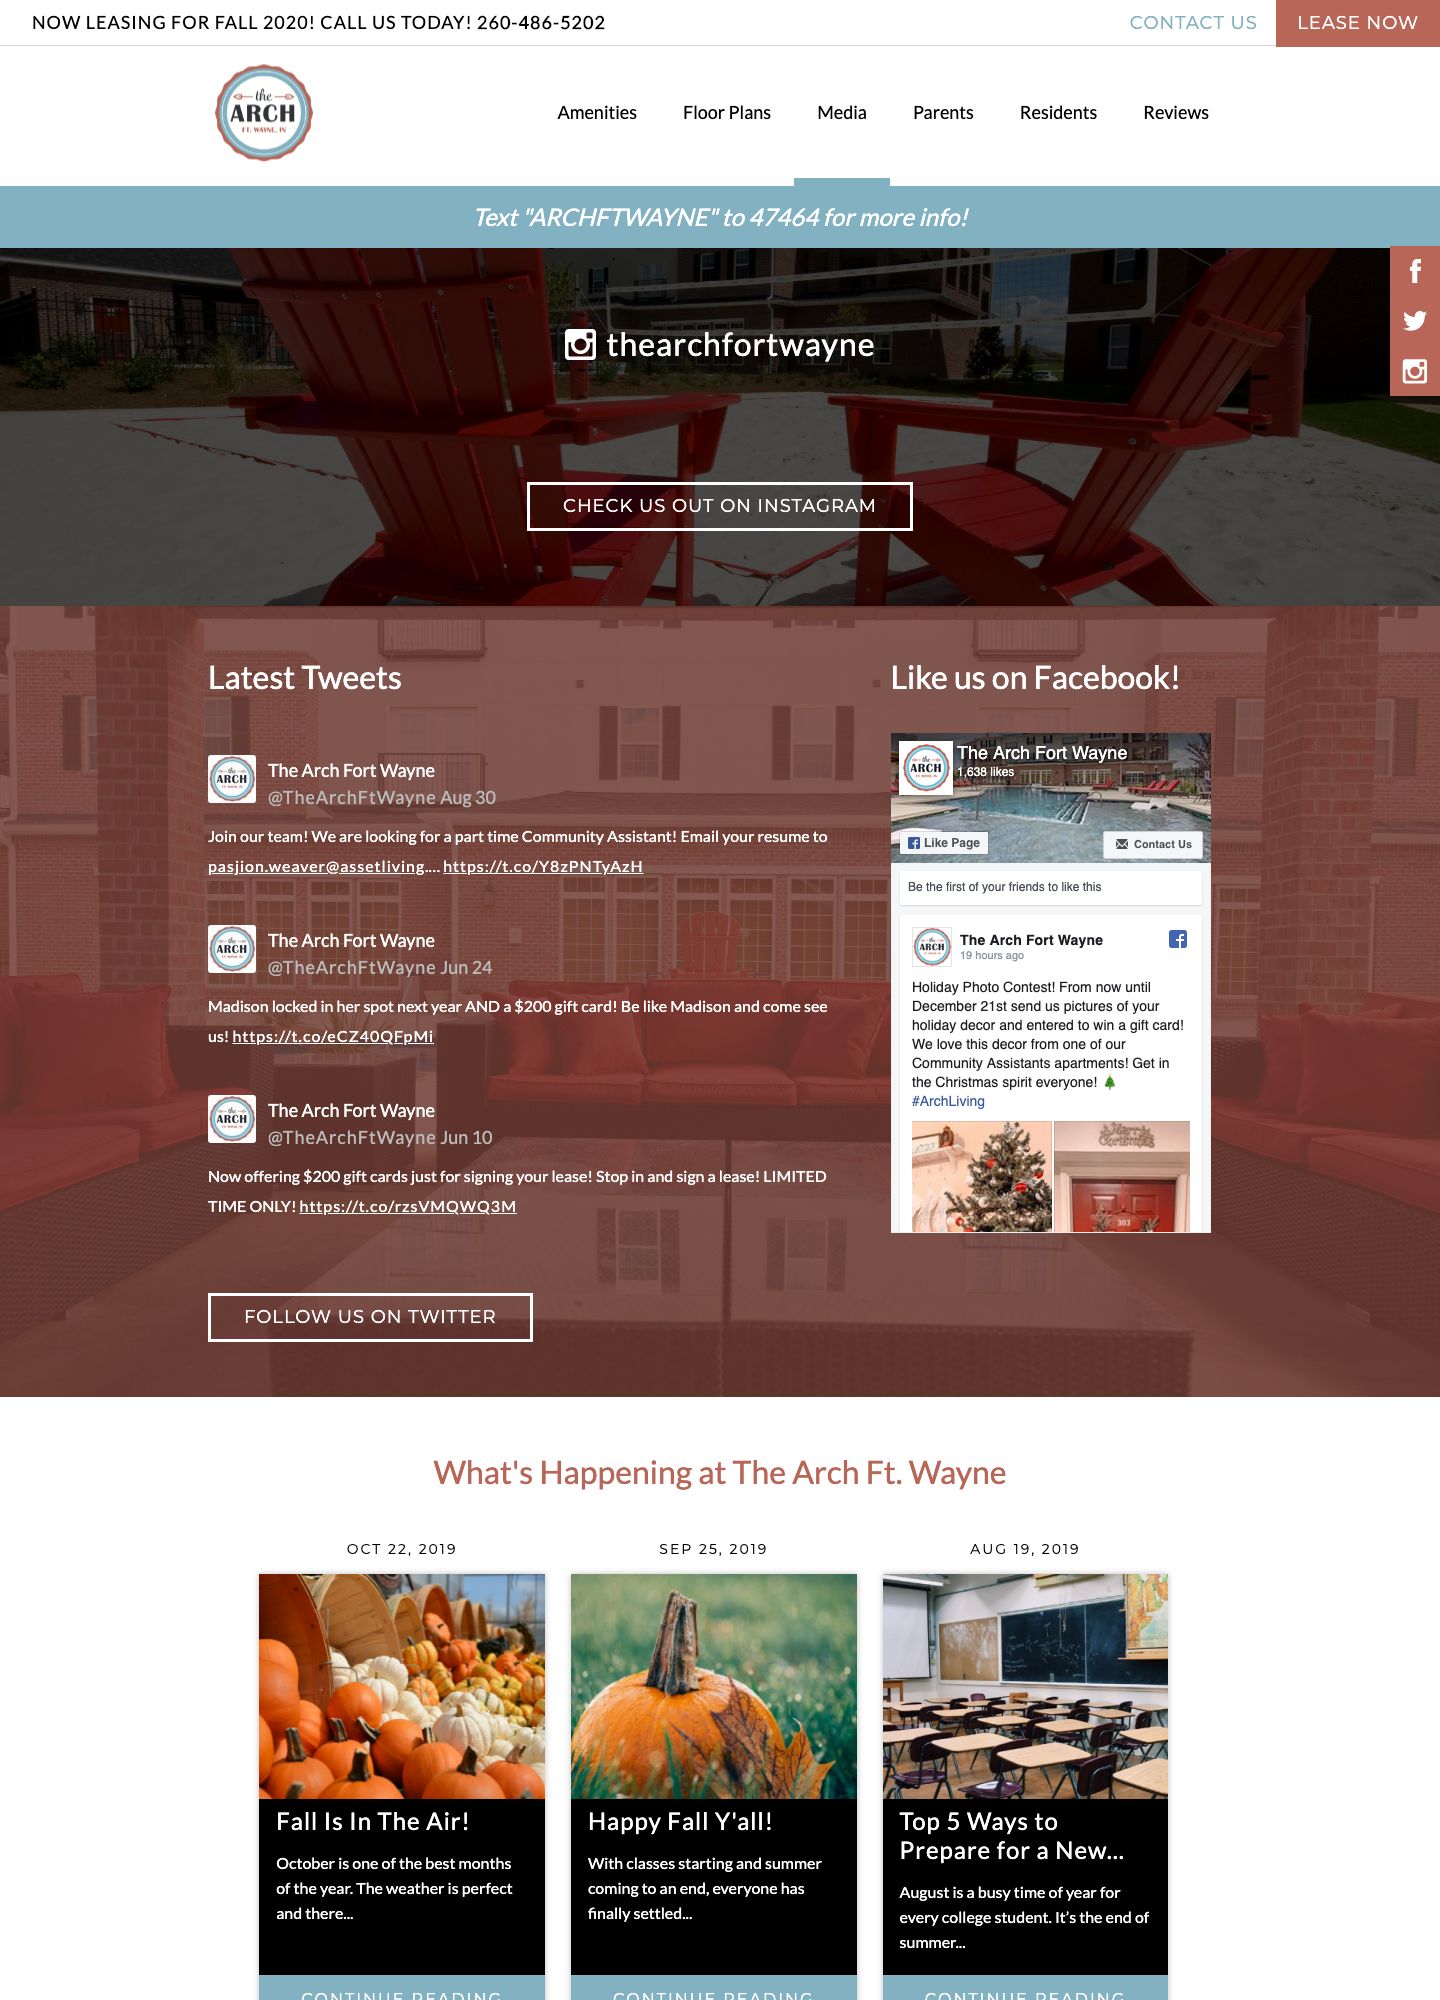 NOW LEASING FOR FALL 2020! CALL US TODAY! 260-486-5202
CONTACT US
LEASE NOW
the
ARCH
FT. WAYNE, IN
Amenities
Floor Plans
Media
Parents
Residents
Reviews
Text "ARCHFTWAYNE" to 47464 for more info!
thearchfortwayne
CHECK US OUT ON INSTAGRAM
Latest Tweets
the
ARCH
The Arch Fort Wayne
@TheArchFtWayne Aug 30
Join our team! We are looking for a part time Community Assistant! Email your resume to
pasjion.weaver@assetliving.... https://t.co/Y8zPNTyAzH
the
ARCH
The Arch Fort Wayne
@TheArchFtWayne Jun 24
Madison locked in her spot next year AND a $200 gift card! Be like Madison and come see
us! https://t.co/eCZ40QFpMi
the
ARCH
The Arch Fort Wayne
@TheArchFtWayne Jun 10
Now offering $200 gift cards just for signing your lease! Stop in and sign a lease! LIMITED
TIME ONLY! https://t.co/rzsVMQWQ3M
FOLLOW US ON TWITTER
Like us on Facebook!
the
ARCH
The Arch Fort Wayne
1,638 likes
Like Page
Contact Us
Be the first of your friends to like this
the
ARCH
The Arch Fort Wayne
19 hours ago
Holiday Photo Contest! From now until
December 21st send us pictures of your
holiday decor and entered to win a gift card!
We love this decor from one of our
Community Assistants apartments! Get in
the Christmas spirit everyone! 🎄
#ArchLiving
Merry
Christmas
303
What's Happening at The Arch Ft. Wayne
OCT 22, 2019
Fall Is In The Air!
October is one of the best months
of the year. The weather is perfect
and there...
CONTINUE READING
SEP 25, 2019
Happy Fall Y'all!
With classes starting and summer
coming to an end, everyone has
finally settled...
CONTINUE READING
AUG 19, 2019
Top 5 Ways to
Prepare for a New...
August is a busy time of year for
every college student. It's the end of
summer...
CONTINUE READING